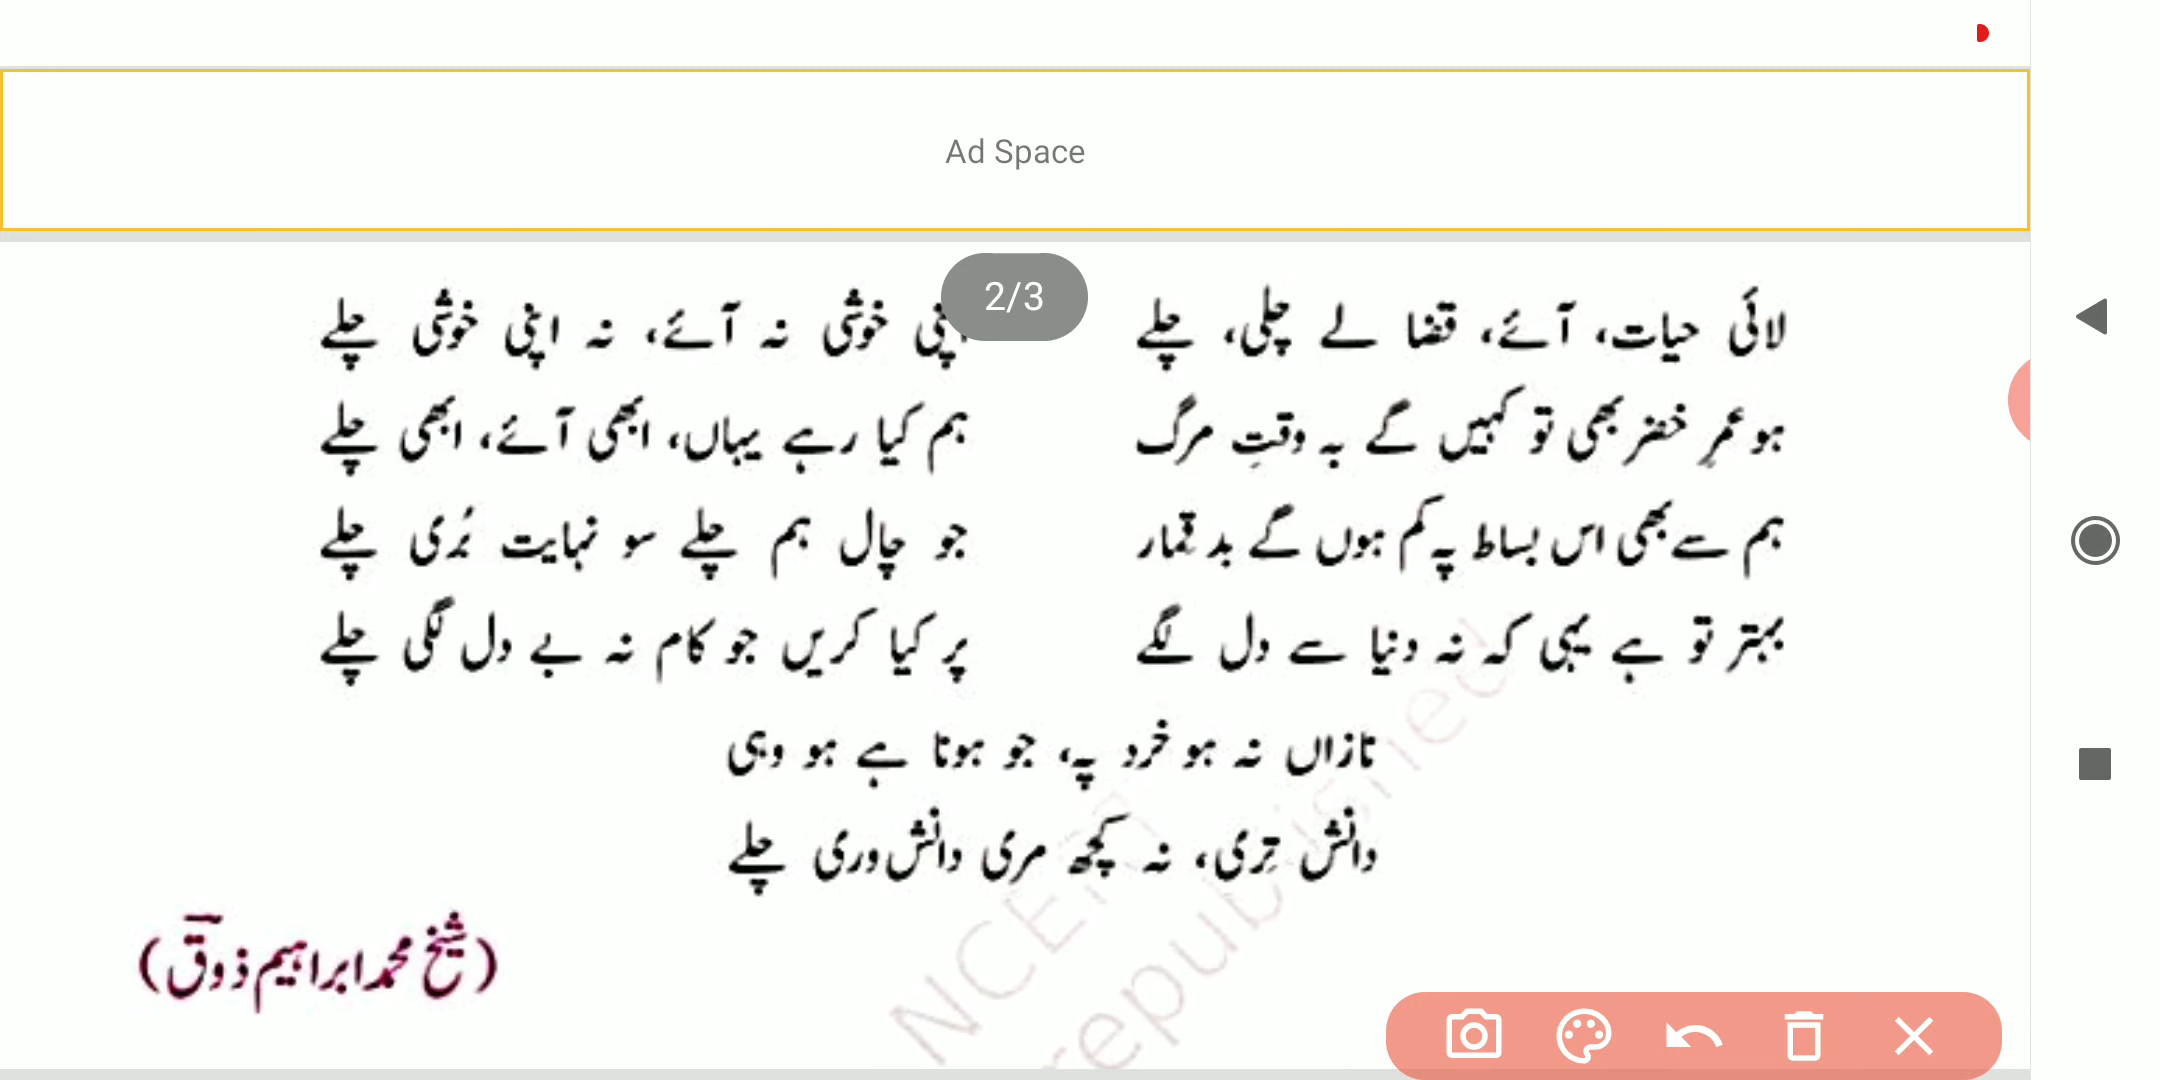 Ad Space
2/3
لائی حیات، آئے، قضا لے چلی، چلے
اپنی خوشی نہ آئے، نہ اپنی خوشی چلے
ہو عمرِ خضر بھی تو کہیں گے بہ وقتِ مرگ
ہم کیا رہے یہاں، ابھی آئے، ابھی چلے
ہم سے بھی اس بساط پہ کم ہوں گے بد قمار
جو چال ہم چلے سو نہایت بُری چلے
بہتر تو ہے یہی کہ نہ دنیا سے دل لگے
پر کیا کریں جو کام نہ بے دل لگی چلے
نازاں نہ ہو خرد پہ، جو ہونا ہے ہو وہی
دانش تِری، نہ کچھ مری دانش وری چلے
(شیخ محمد ابراہیم ذوقؔ)
NCERT
republished